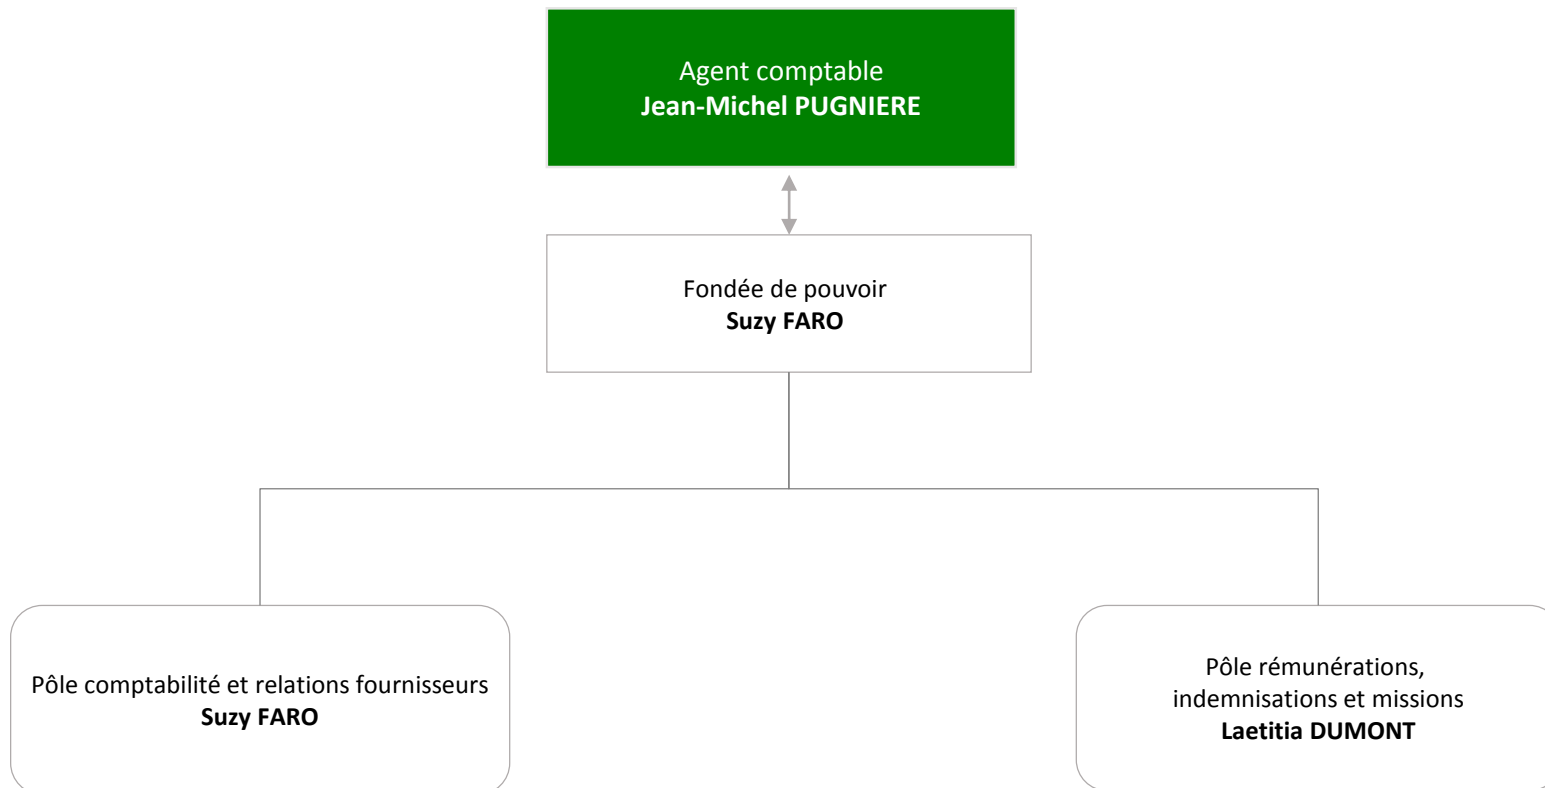 Agent comptable
Jean-Michel PUGNIERE
Fondée de pouvoir
Suzy FARO
Pôle comptabilité et relations fournisseurs
Suzy FARO
Pôle rémunérations,
indemnisations et missions
Laetitia DUMONT